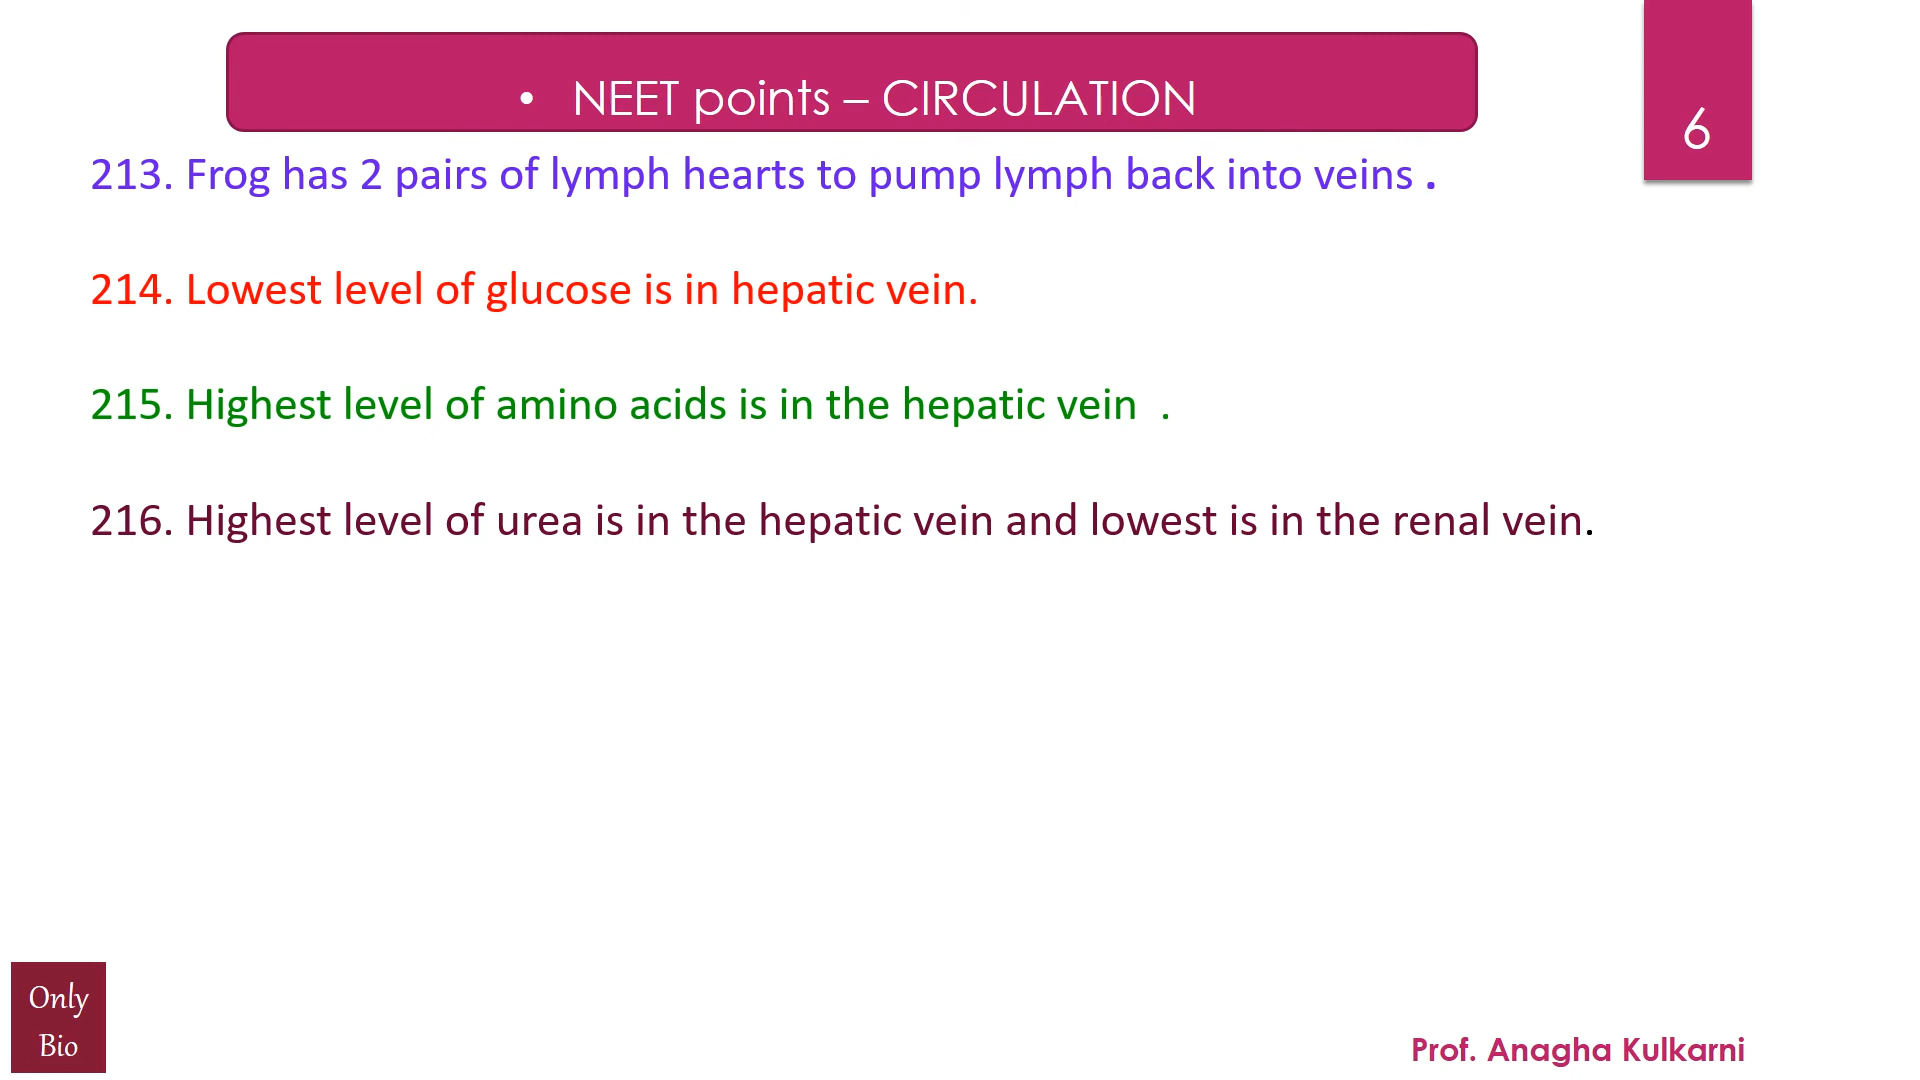 • NEET points – CIRCULATION
6
213. Frog has 2 pairs of lymph hearts to pump lymph back into veins .
214. Lowest level of glucose is in hepatic vein.
215. Highest level of amino acids is in the hepatic vein  .
216. Highest level of urea is in the hepatic vein and lowest is in the renal vein.
Only
Bio
Prof. Anagha Kulkarni